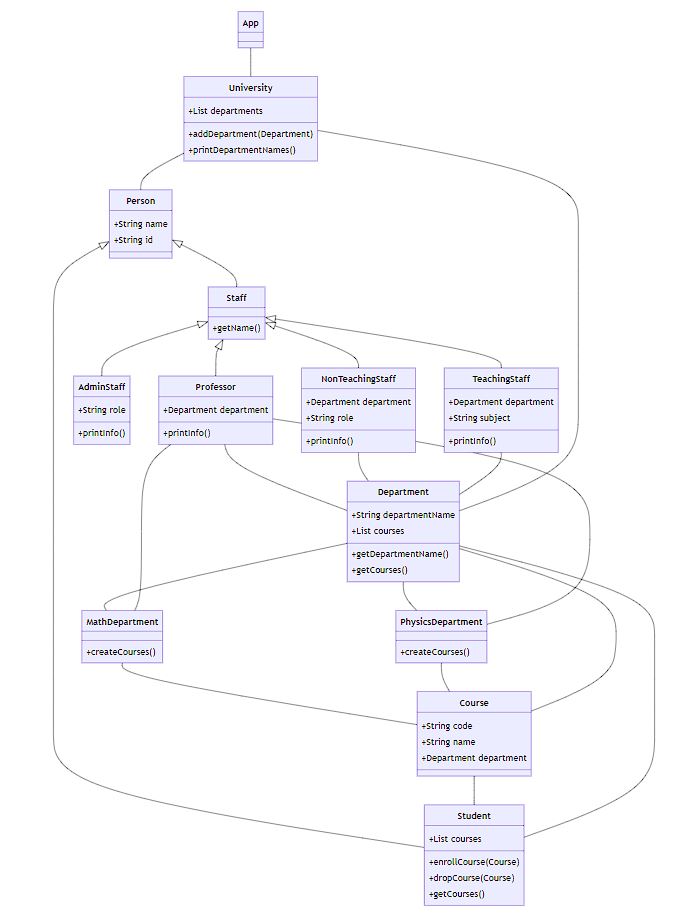 App
University
+List departments
+addDepartment(Department)
+printDepartmentNames()
Person
+String name
+String id
Staff
+getName()
AdminStaff
+String role
+printInfo()
Professor
+Department department
+printInfo()
NonTeachingStaff
+Department department
+String role
+printInfo()
TeachingStaff
+Department department
+String subject
+printInfo()
Department
+String departmentName
+List courses
+getDepartmentName()
+getCourses()
MathDepartment
+createCourses()
PhysicsDepartment
+createCourses()
Course
+String code
+String name
+Department department
Student
+List courses
+enrollCourse(Course)
+dropCourse(Course)
+getCourses()